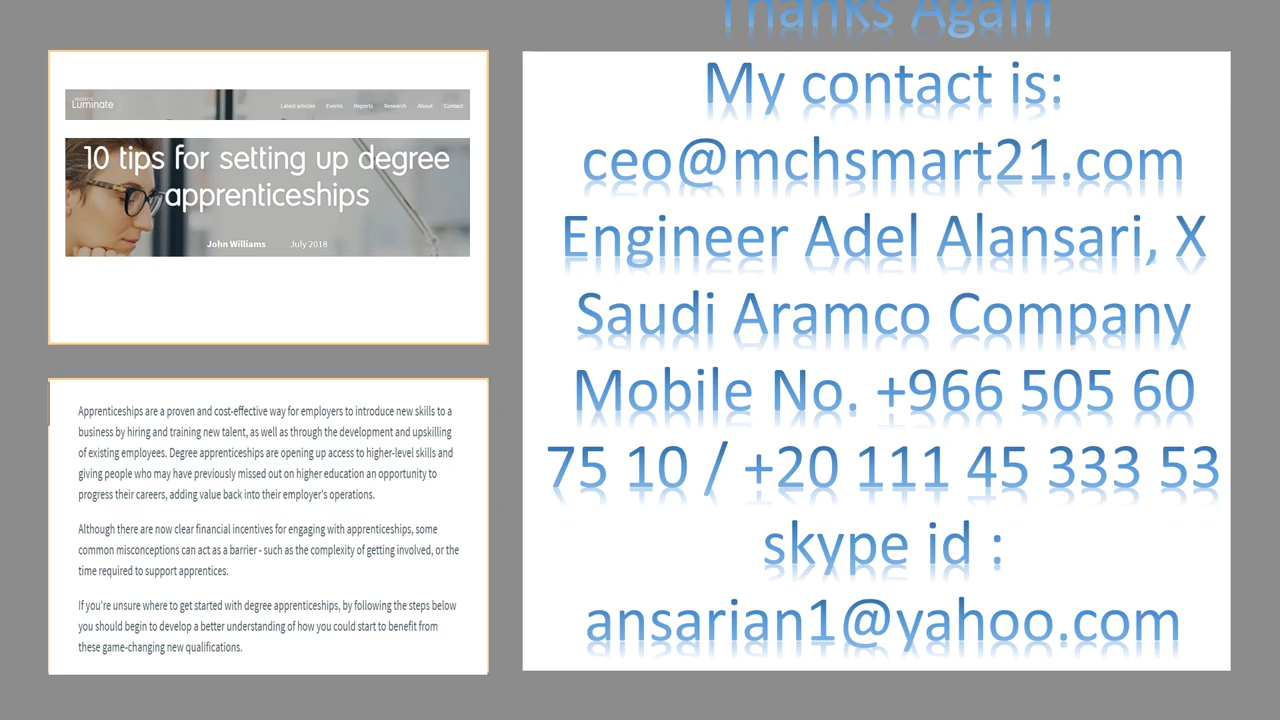 Luminate
Latest articles Events Reports Research About Contact
10 tips for setting up degree
apprenticeships
John Williams July 2018
Apprenticeships are a proven and cost-effective way for employers to introduce new skills to a
business by hiring and training new talent, as well as through the development and upskilling
of existing employees. Degree apprenticeships are opening up access to higher-level skills and
giving people who may have previously missed out on higher education an opportunity to
progress their careers, adding value back into their employer's operations.
Although there are now clear financial incentives for engaging with apprenticeships, some
common misconceptions can act as a barrier - such as the complexity of getting involved, or the
time required to support apprentices.
If you're unsure where to get started with degree apprenticeships, by following the steps below
you should begin to develop a better understanding of how you could start to benefit from
these game-changing new qualifications.
Thanks Again
My contact is:
ceo@mchsmart21.com
Engineer Adel Alansari, X
Saudi Aramco Company
Mobile No. +966 505 60
75 10 / +20 111 45 333 53
skype id :
ansarian1@yahoo.com